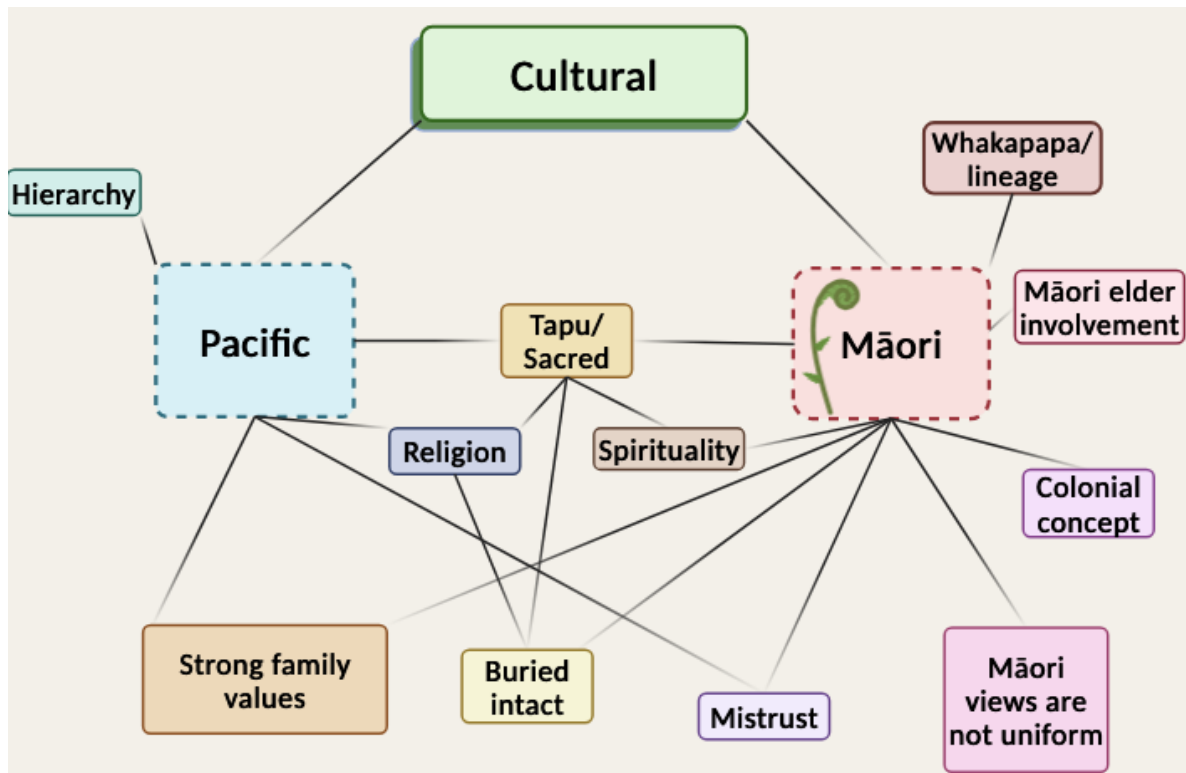 Cultural
Whakapapa/
lineage
Hierarchy
Māori elder
involvement
Pacific
Tapu/
Sacred
Māori
Religion
Spirituality
Colonial
concept
Strong family
values
Buried
intact
Mistrust
Māori
views are
not uniform